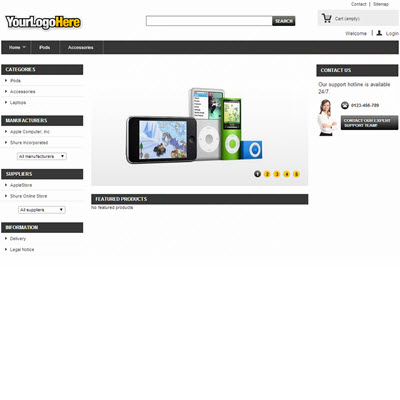 Contact | Sitemap
YourLogoHere
SEARCH
Cart (empty)
Welcome
Login
Home
iPods
Accessories
CATEGORIES
iPods
Accessories
Laptops
MANUFACTURERS
Apple Computer, Inc
Shure Incorporated
All manufacturers
SUPPLIERS
AppleStore
Shure Online Store
All suppliers
INFORMATION
Delivery
Legal Notice
1 2 3 4 5
FEATURED PRODUCTS
No featured products
CONTACT US
Our support hotline is available
24/7
0123-456-789
CONTACT OUR EXPERT
SUPPORT TEAM!